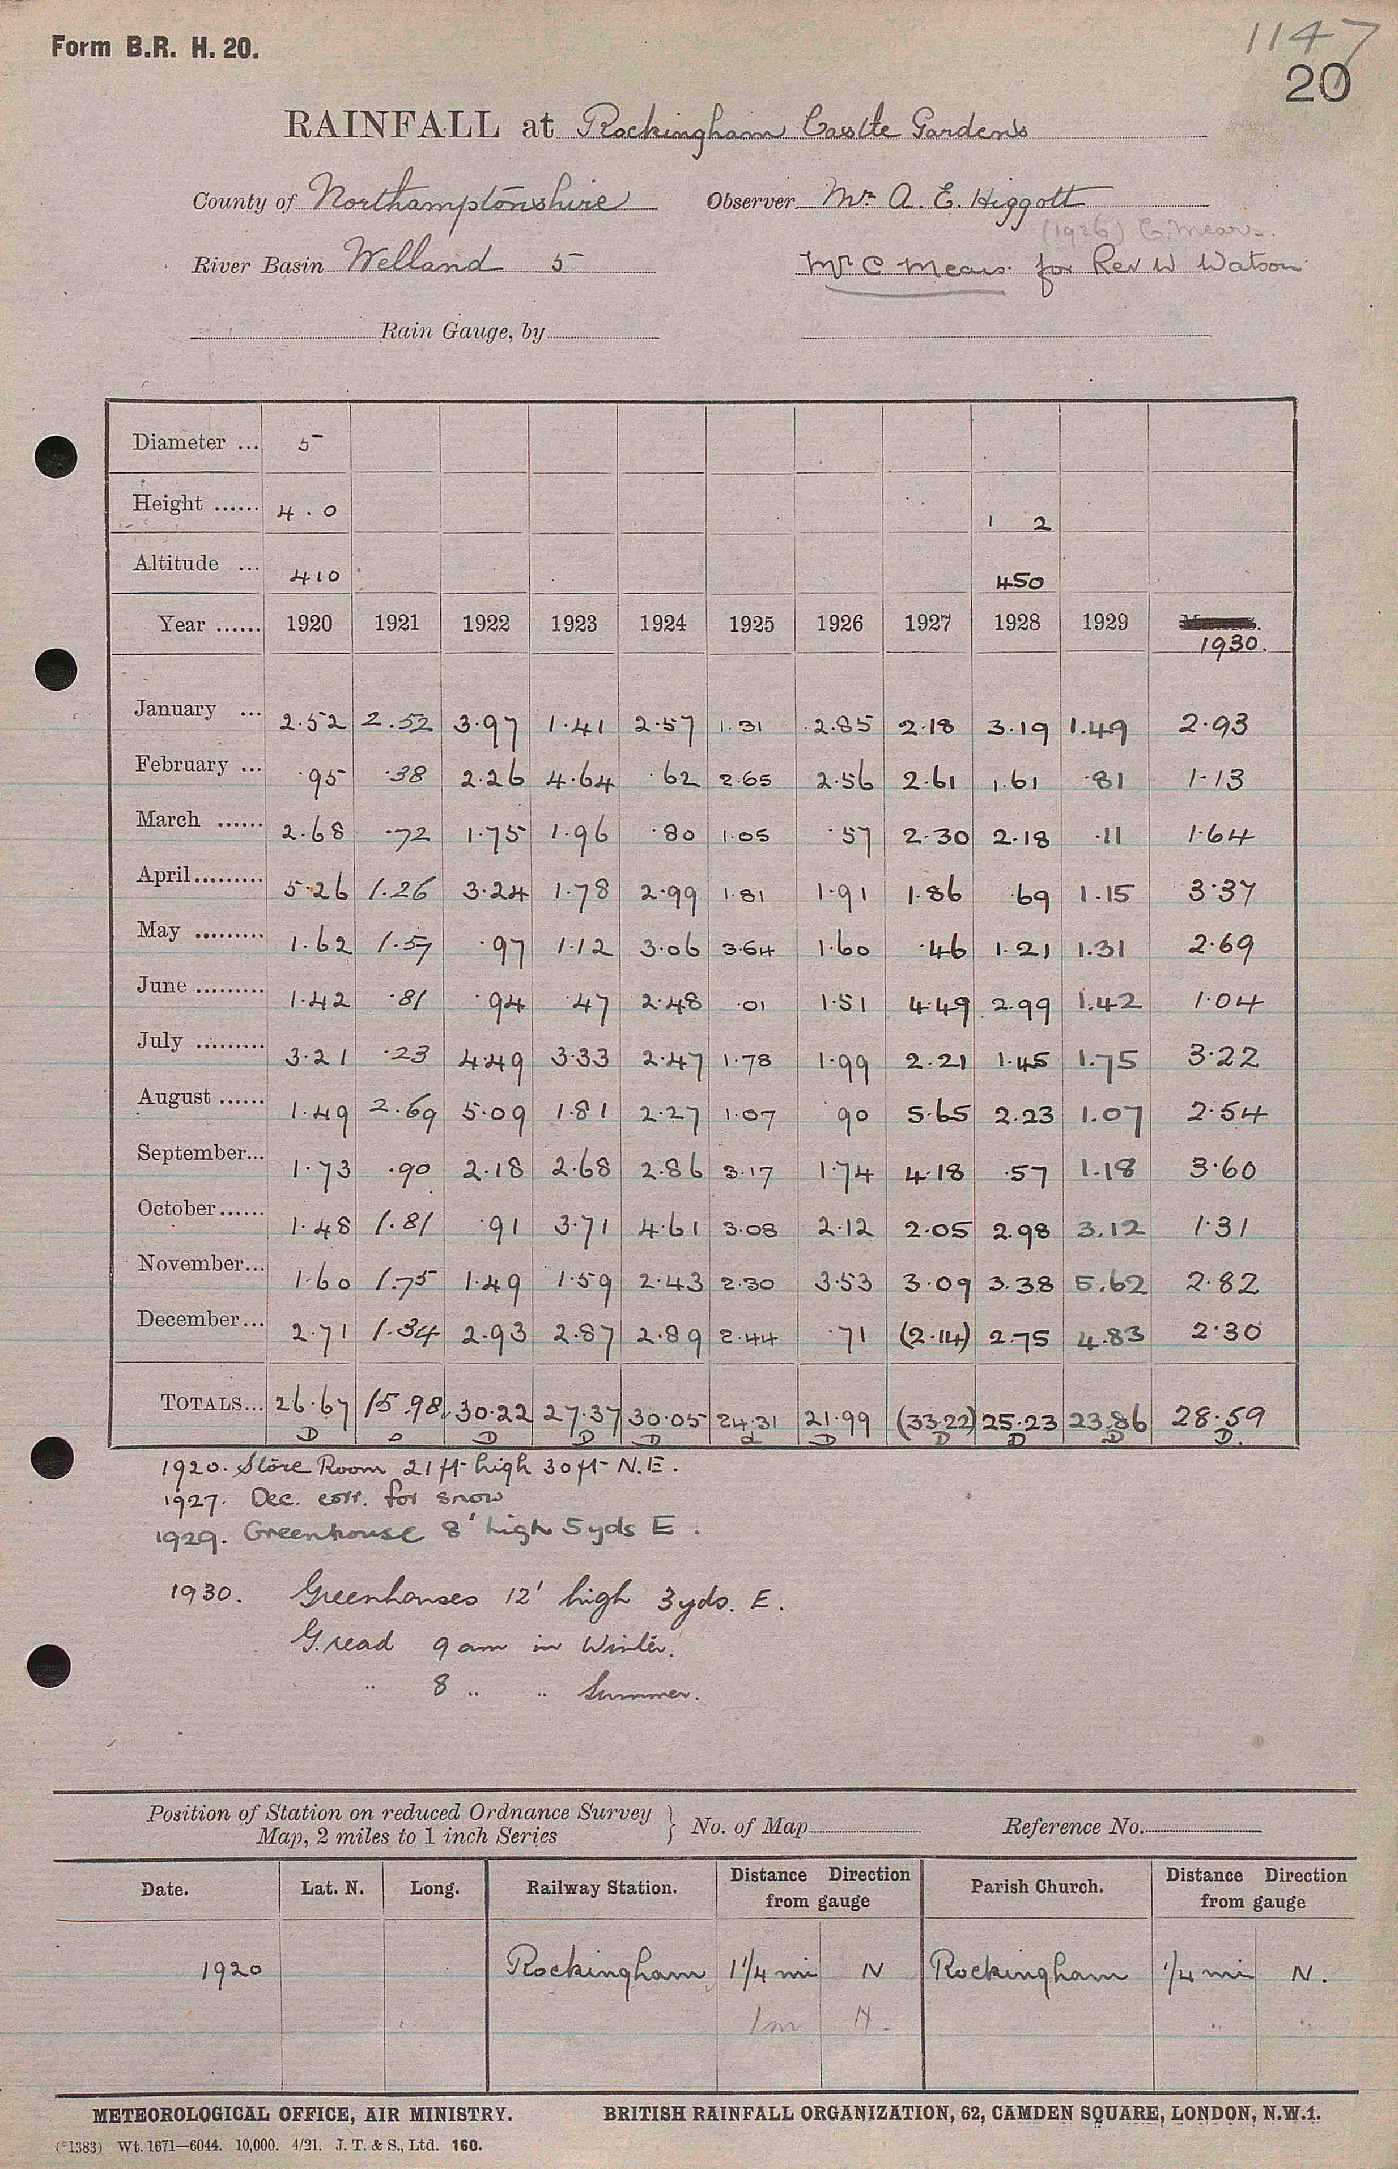 Form B.R. H. 20.
1147
20
RAINFALL at Rockingham Castle Gardens
County of Northamptonshire Observer Mr. A. E. Higgott
(1926) C. Mears.
River Basin Welland 5 Mr C Mears. for Rev W Watson
Rain Gauge, by
Diameter ... 5
Height ...... 4.0 1 2
Altitude ... 410 450
Year ...... 1920 1921 1922 1923 1924 1925 1926 1927 1928 1929 1930.
January ... 2.52 2.52 3.97 1.41 2.57 1.31 2.85 2.18 3.19 1.49 2.93
February ... .95 .38 2.26 4.64 .62 2.65 2.56 2.61 1.61 .81 1.13
March ...... 2.68 .72 1.75 1.96 .80 1.05 .57 2.30 2.18 .11 1.64
April......... 5.26 1.26 3.24 1.78 2.99 1.81 1.91 1.86 .69 1.15 3.37
May ......... 1.62 1.57 .97 1.12 3.06 3.64 1.60 .46 1.21 1.31 2.69
June ......... 1.42 .81 .94 .47 2.48 .01 1.51 4.49 2.99 1.42 1.04
July ......... 3.21 .23 4.49 3.33 2.47 1.78 1.99 2.21 1.45 1.75 3.22
August ...... 1.49 2.69 5.09 1.81 2.27 1.07 .90 5.65 2.23 1.07 2.54
September... 1.73 .90 2.18 2.68 2.86 3.17 1.74 4.18 .57 1.18 3.60
October...... 1.48 1.81 .91 3.71 4.61 3.08 2.12 2.05 2.98 3.12 1.31
November... 1.60 1.75 1.49 1.59 2.43 2.30 3.53 3.09 3.38 5.62 2.82
December... 2.71 1.34 2.93 2.87 2.89 2.44 .71 (2.14) 2.75 4.83 2.30
TOTALS... 26.67 15.98 30.22 27.37 30.05 24.31 21.99 (33.22) 25.23 23.86 28.59
D D D D D d D D D D D.
1920. Store Room 21 ft high 30 ft N.E.
1927. Dec. corr. for snow
1929. Greenhouse 8' high 5 yds E.
1930. Greenhouses 12' high 3 yds. E.
G. read 9 am in Winter.
" 8 " " Summer.
Position of Station on reduced Ordnance Survey
Map, 2 miles to 1 inch Series } No. of Map Reference No.
Date. Lat. N. Long. Railway Station. Distance Direction from gauge Parish Church. Distance Direction from gauge
1920 Rockingham 1 1/4 mi N Rockingham 1/4 mi N.
1m N. " "
METEOROLOGICAL OFFICE, AIR MINISTRY. BRITISH RAINFALL ORGANIZATION, 62, CAMDEN SQUARE, LONDON, N.W.1.
(*1383) Wt. 1671—6044. 10,000. 4/21. J. T. & S., Ltd. 160.